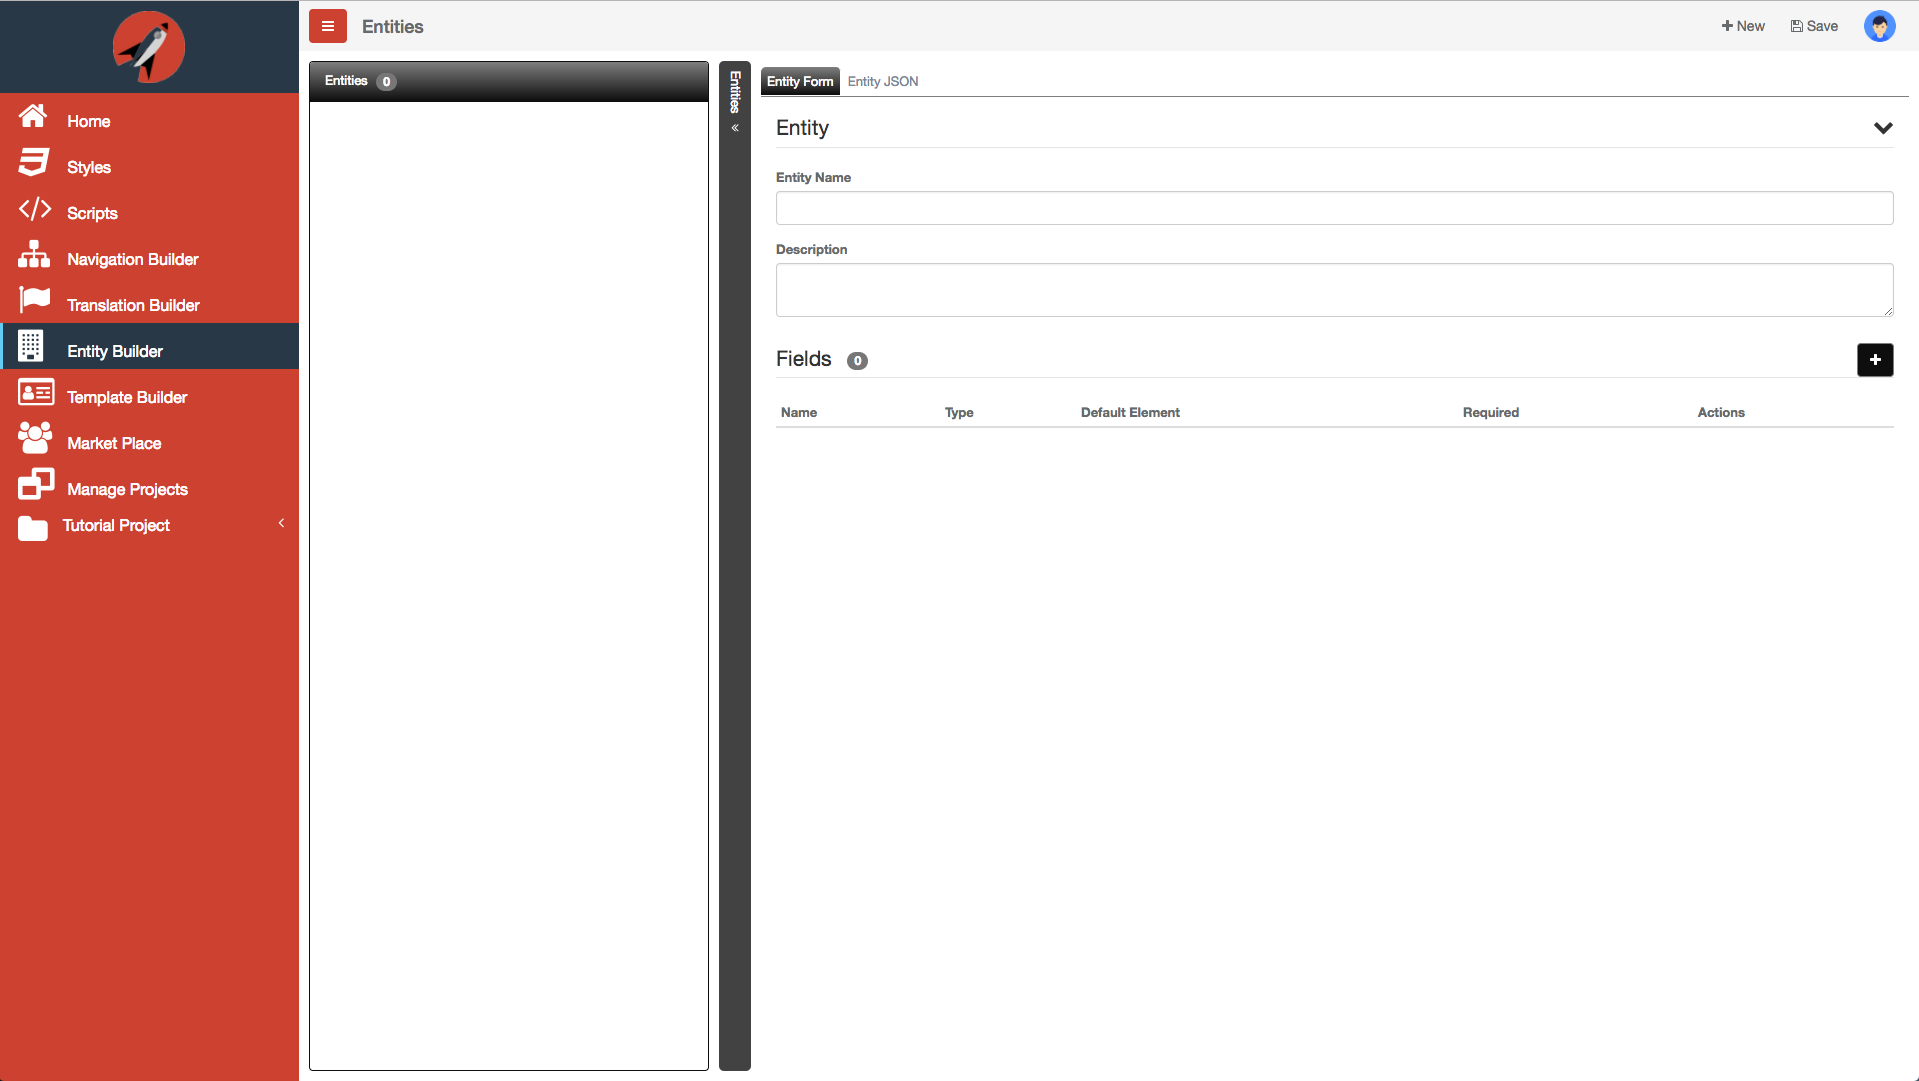 Entities
New
Save
Home
Styles
Scripts
Navigation Builder
Translation Builder
Entity Builder
Template Builder
Market Place
Manage Projects
Tutorial Project
Entities 0
Entities
Entity Form Entity JSON
Entity
Entity Name
Description
Fields 0
Name Type Default Element Required Actions